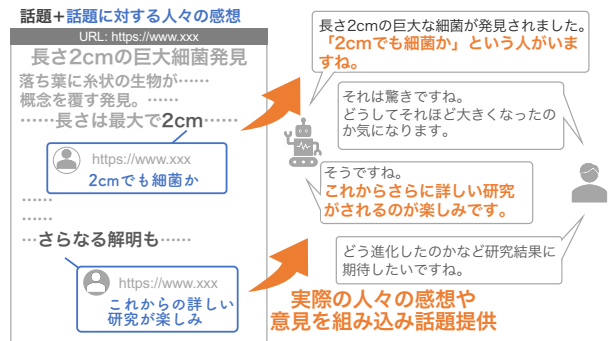 話題+話題に対する人々の感想
URL: https://www.xxx
長さ2cmの巨大細菌発見
落ち葉に糸状の生物が……
概念を覆す発見。……
……長さは最大で2cm……
https://www.xxx
2cmでも細菌か
……
……
…さらなる解明も……
https://www.xxx
これからの詳しい
研究が楽しみ
長さ2cmの巨大な細菌が発見されました。
「2cmでも細菌か」という人がいま
すね。
それは驚きですね。
どうしてそれほど大きくなったの
か気になります。
そうですね。
これからさらに詳しい研究
がされるのが楽しみです。
どう進化したのかなど研究結果に
期待したいですね。
実際の人々の感想や
意見を組み込み話題提供